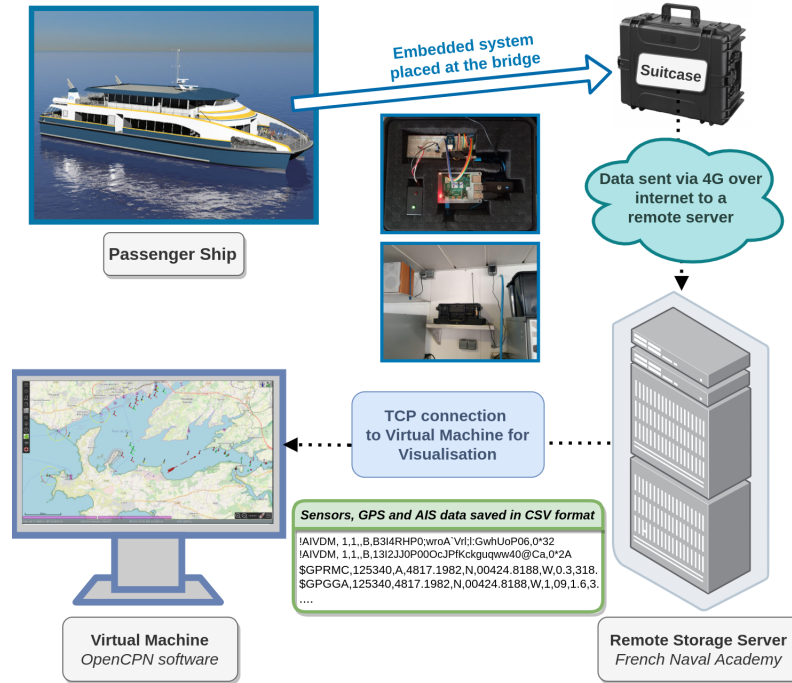 Embedded system
placed at the bridge
Suitcase
Data sent via 4G over
internet to a
remote server
Passenger Ship
TCP connection
to Virtual Machine for
Visualisation
Sensors, GPS and AIS data saved in CSV format
!AIVDM, 1,1,,B,B3I4RHP0;wroA`Vrl;l:GwhUoP06,0*32
!AIVDM, 1,1,,B,13I2JJ0P00OcJPfKckguqww40@Ca,0*2A
$GPRMC,125340,A,4817.1982,N,00424.8188,W,0.3,318.
$GPGGA,125340,4817.1982,N,00424.8188,W,1,09,1.6,3.
....
Virtual Machine
OpenCPN software
Remote Storage Server
French Naval Academy